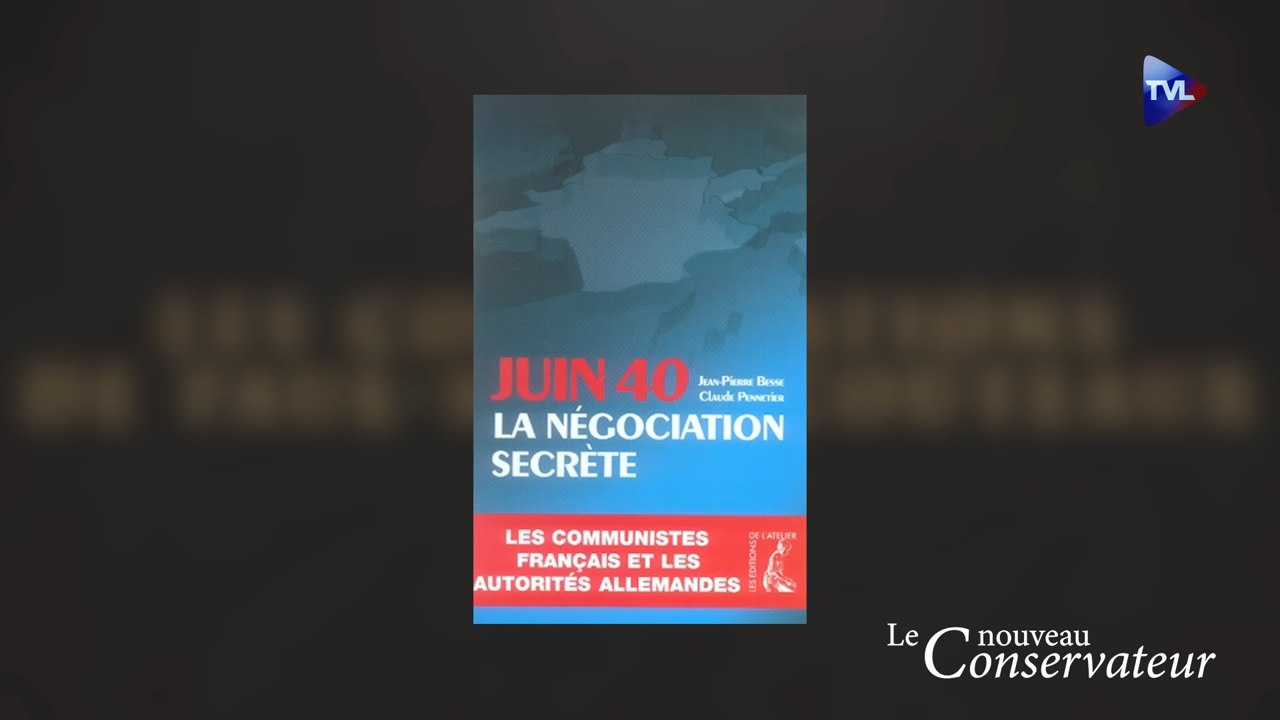 TVL
JUIN 40
JEAN-PIERRE BESSE
CLAUDE PENNETIER
LA NÉGOCIATION
SECRÈTE
LES COMMUNISTES
FRANÇAIS ET LES
AUTORITÉS ALLEMANDES
LES EDITIONS
DE L'ATELIER
Le nouveau
Conservateur